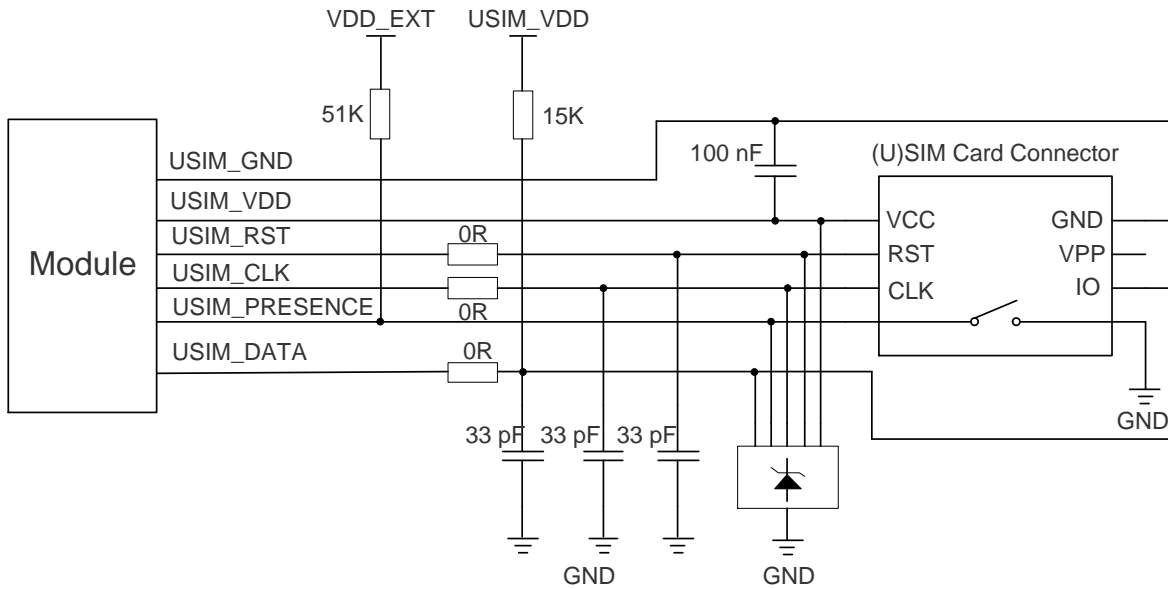 VDD_EXT
USIM_VDD
51K
15K
100 nF
(U)SIM Card Connector
Module
USIM_GND
USIM_VDD
USIM_RST
USIM_CLK
USIM_PRESENCE
USIM_DATA
0R
0R
0R
VCC
RST
CLK
GND
VPP
IO
GND
33 pF
33 pF
33 pF
GND
GND